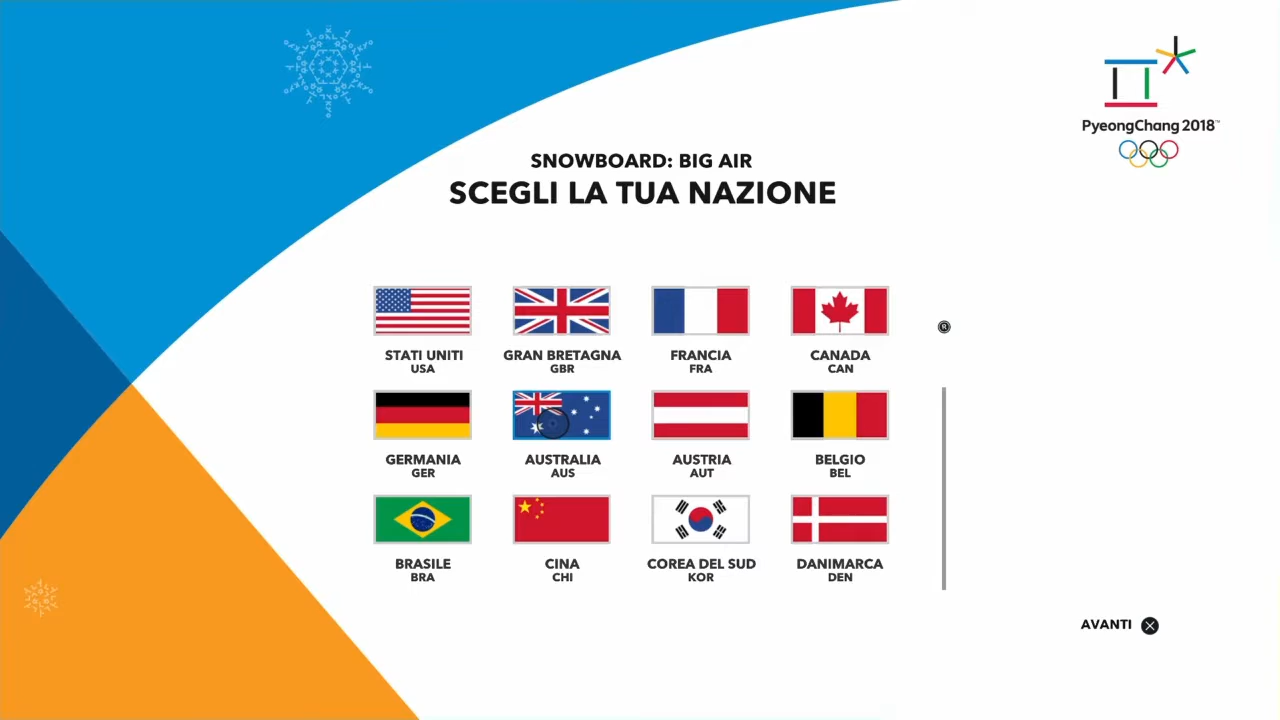 PyeongChang 2018™
SNOWBOARD: BIG AIR
SCEGLI LA TUA NAZIONE
STATI UNITI
USA
GRAN BRETAGNA
GBR
FRANCIA
FRA
CANADA
CAN
R
GERMANIA
GER
AUSTRALIA
AUS
AUSTRIA
AUT
BELGIO
BEL
BRASILE
BRA
CINA
CHI
COREA DEL SUD
KOR
DANIMARCA
DEN
AVANTI